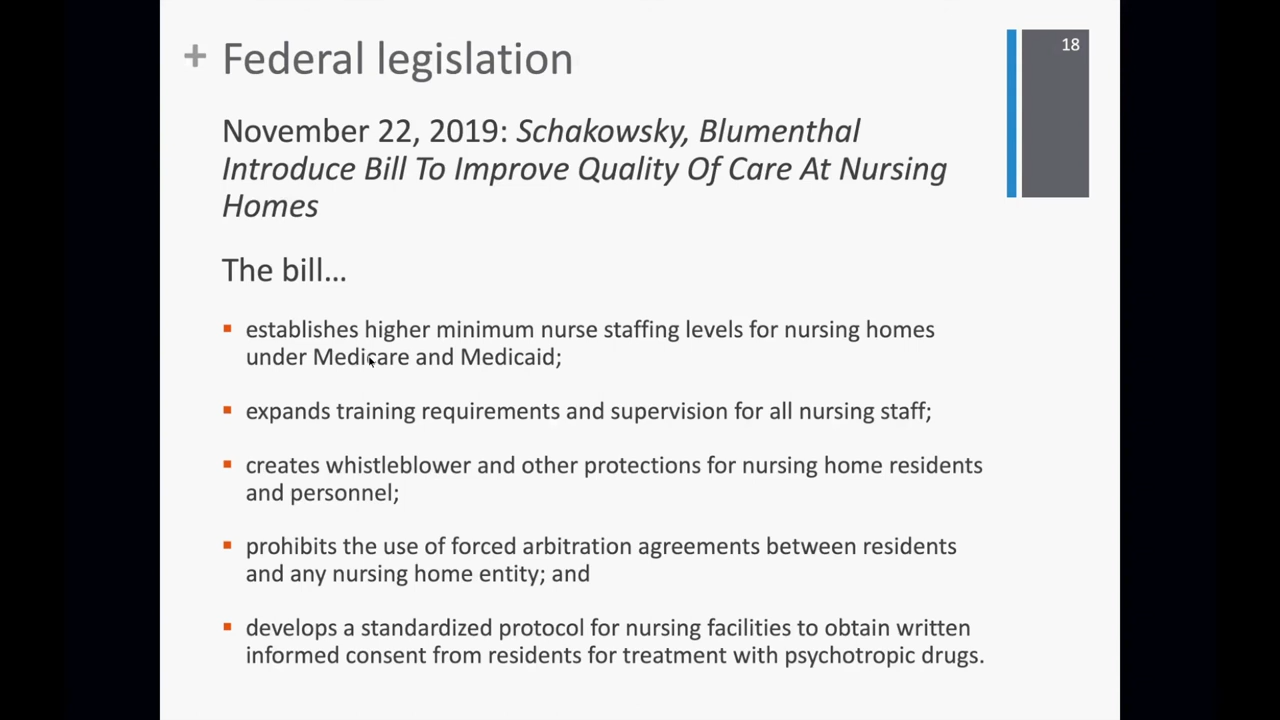 + Federal legislation
18
November 22, 2019: Schakowsky, Blumenthal
Introduce Bill To Improve Quality Of Care At Nursing
Homes
The bill…
▪ establishes higher minimum nurse staffing levels for nursing homes
under Medicare and Medicaid;
▪ expands training requirements and supervision for all nursing staff;
▪ creates whistleblower and other protections for nursing home residents
and personnel;
▪ prohibits the use of forced arbitration agreements between residents
and any nursing home entity; and
▪ develops a standardized protocol for nursing facilities to obtain written
informed consent from residents for treatment with psychotropic drugs.